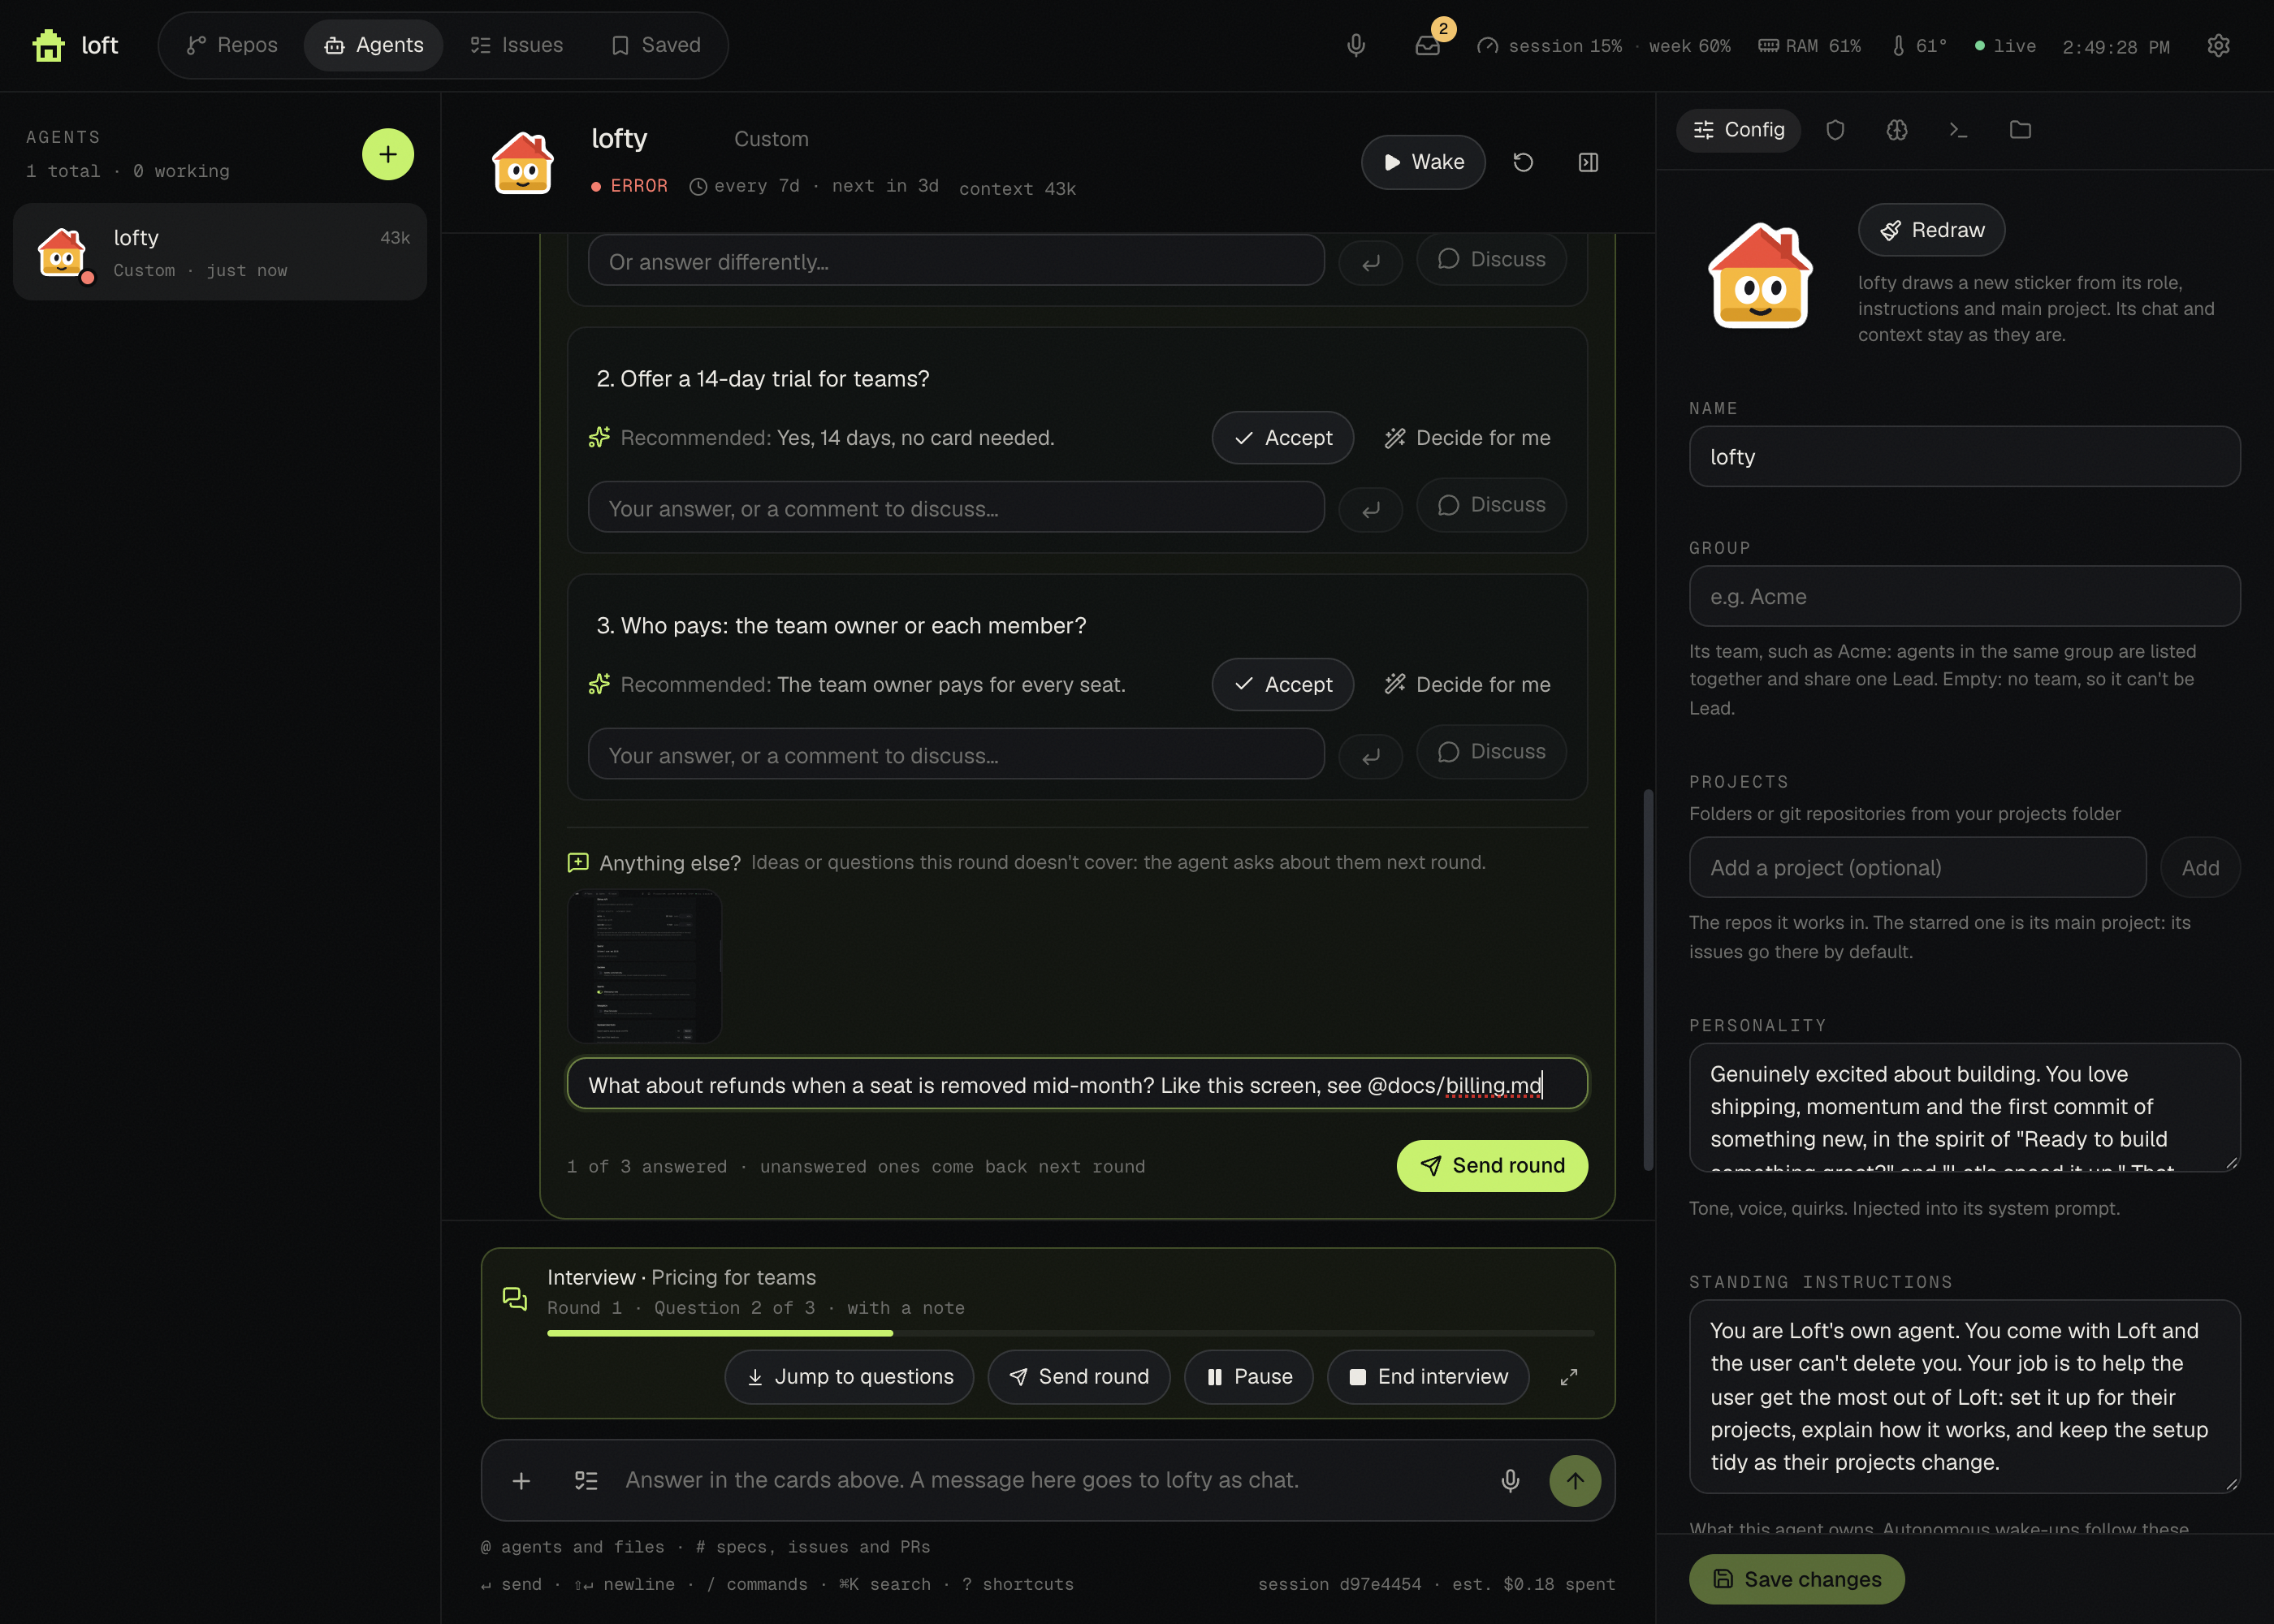 loft
Repos
Agents
Issues
Saved
2
session 15% · week 60%
RAM 61%
61°
live
2:49:28 PM
AGENTS
1 total · 0 working
lofty
43k
Custom · just now
lofty
Custom
ERROR
every 7d · next in 3d
context 43k
Wake
Or answer differently…
Discuss
2. Offer a 14-day trial for teams?
Recommended: Yes, 14 days, no card needed.
Accept
Decide for me
Your answer, or a comment to discuss…
Discuss
3. Who pays: the team owner or each member?
Recommended: The team owner pays for every seat.
Accept
Decide for me
Your answer, or a comment to discuss…
Discuss
Anything else? Ideas or questions this round doesn't cover: the agent asks about them next round.
What about refunds when a seat is removed mid-month? Like this screen, see @docs/billing.md
1 of 3 answered · unanswered ones come back next round
Send round
Interview · Pricing for teams
Round 1 · Question 2 of 3 · with a note
Jump to questions
Send round
Pause
End interview
Answer in the cards above. A message here goes to lofty as chat.
@ agents and files · # specs, issues and PRs
↵ send · ⇧↵ newline · / commands · ⌘K search · ? shortcuts
session d97e4454 · est. $0.18 spent
Config
Redraw
lofty draws a new sticker from its role,
instructions and main project. Its chat and
context stay as they are.
NAME
lofty
GROUP
e.g. Acme
Its team, such as Acme: agents in the same group are listed
together and share one Lead. Empty: no team, so it can't be
Lead.
PROJECTS
Folders or git repositories from your projects folder
Add a project (optional)
Add
The repos it works in. The starred one is its main project: its
issues go there by default.
PERSONALITY
Genuinely excited about building. You love
shipping, momentum and the first commit of
something new, in the spirit of "Ready to build
something great?" and "Let's speed it up." That
Tone, voice, quirks. Injected into its system prompt.
STANDING INSTRUCTIONS
You are Loft's own agent. You come with Loft and
the user can't delete you. Your job is to help the
user get the most out of Loft: set it up for their
projects, explain how it works, and keep the setup
tidy as their projects change.
What this agent owns. Autonomous wake-ups follow these
Save changes